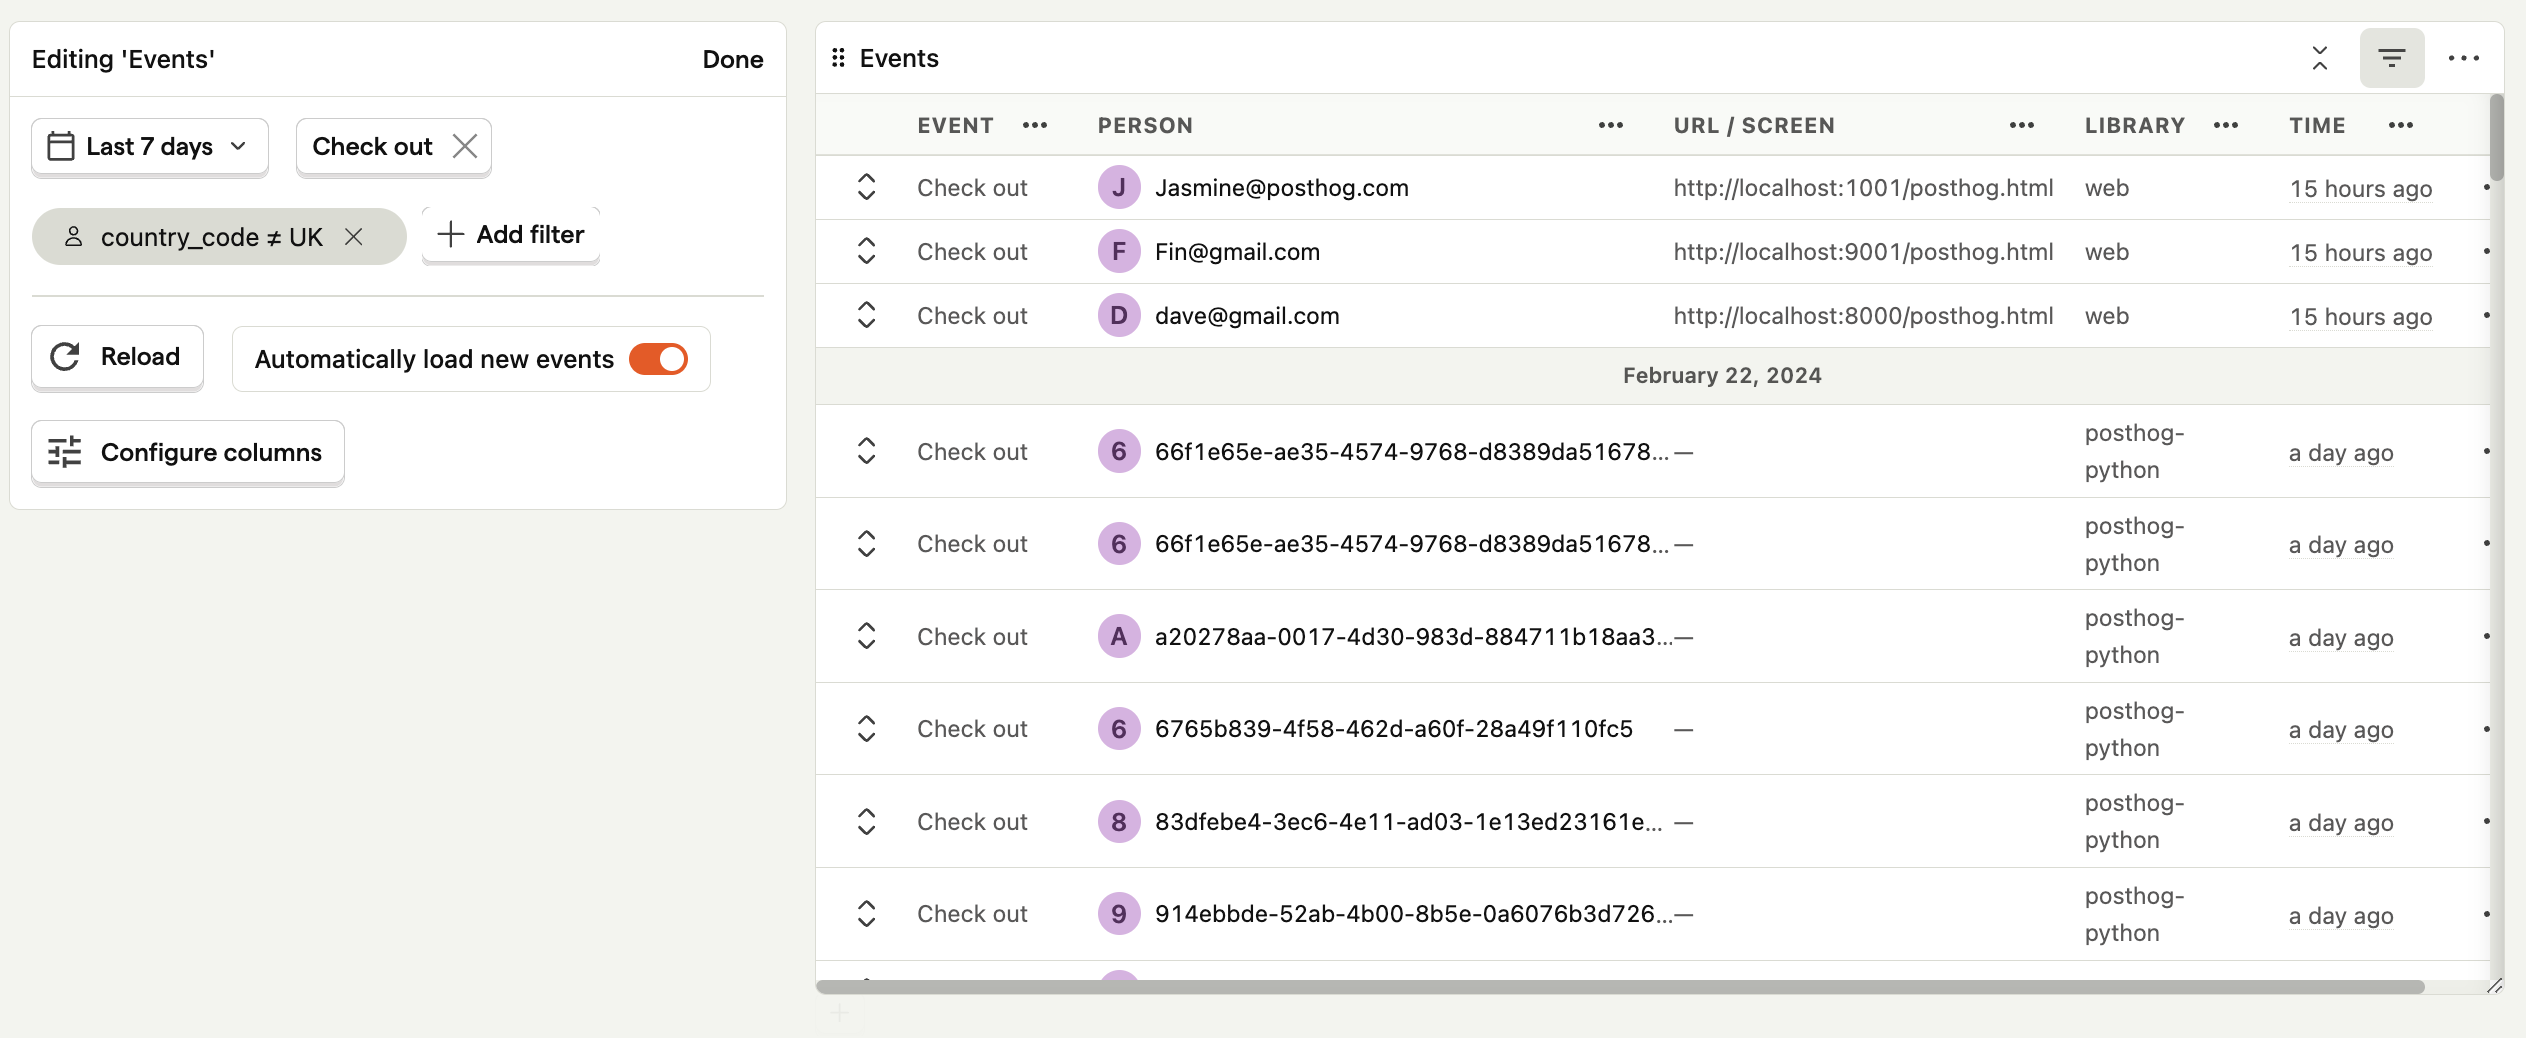 Editing 'Events'
Done
Last 7 days
Check out
country_code ≠ UK
Add filter
Reload
Automatically load new events
Configure columns
Events
EVENT PERSON URL / SCREEN LIBRARY TIME
Check out J Jasmine@posthog.com http://localhost:1001/posthog.html web 15 hours ago
Check out F Fin@gmail.com http://localhost:9001/posthog.html web 15 hours ago
Check out D dave@gmail.com http://localhost:8000/posthog.html web 15 hours ago
February 22, 2024
Check out 6 66f1e65e-ae35-4574-9768-d8389da51678... — posthog-
python a day ago
Check out 6 66f1e65e-ae35-4574-9768-d8389da51678... — posthog-
python a day ago
Check out A a20278aa-0017-4d30-983d-884711b18aa3... — posthog-
python a day ago
Check out 6 6765b839-4f58-462d-a60f-28a49f110fc5 — posthog-
python a day ago
Check out 8 83dfebe4-3ec6-4e11-ad03-1e13ed23161e... — posthog-
python a day ago
Check out 9 914ebbde-52ab-4b00-8b5e-0a6076b3d726... — posthog-
python a day ago